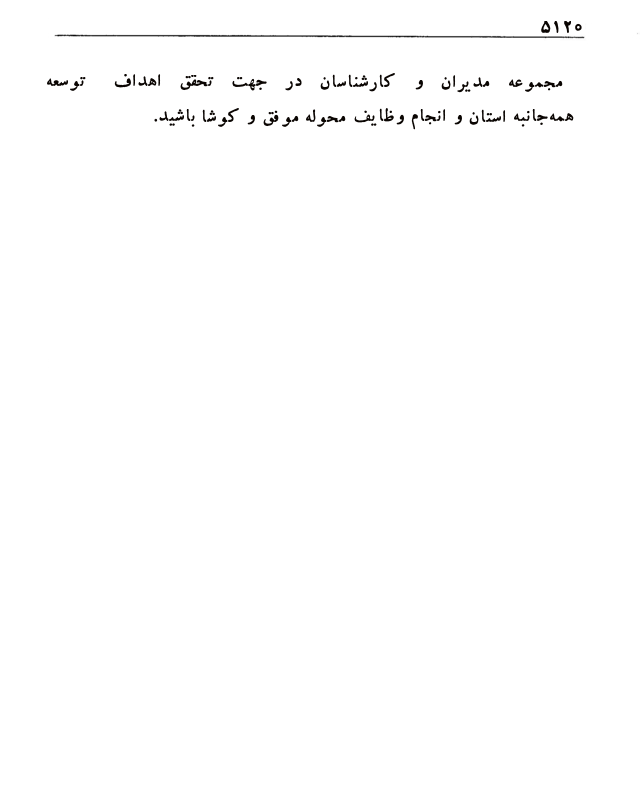 ۵۱۲۰
مجموعه مدیران و کارشناسان در جهت تحقق اهداف توسعه
همه‌جانبه استان و انجام وظایف محوله موفق و کوشا باشید.